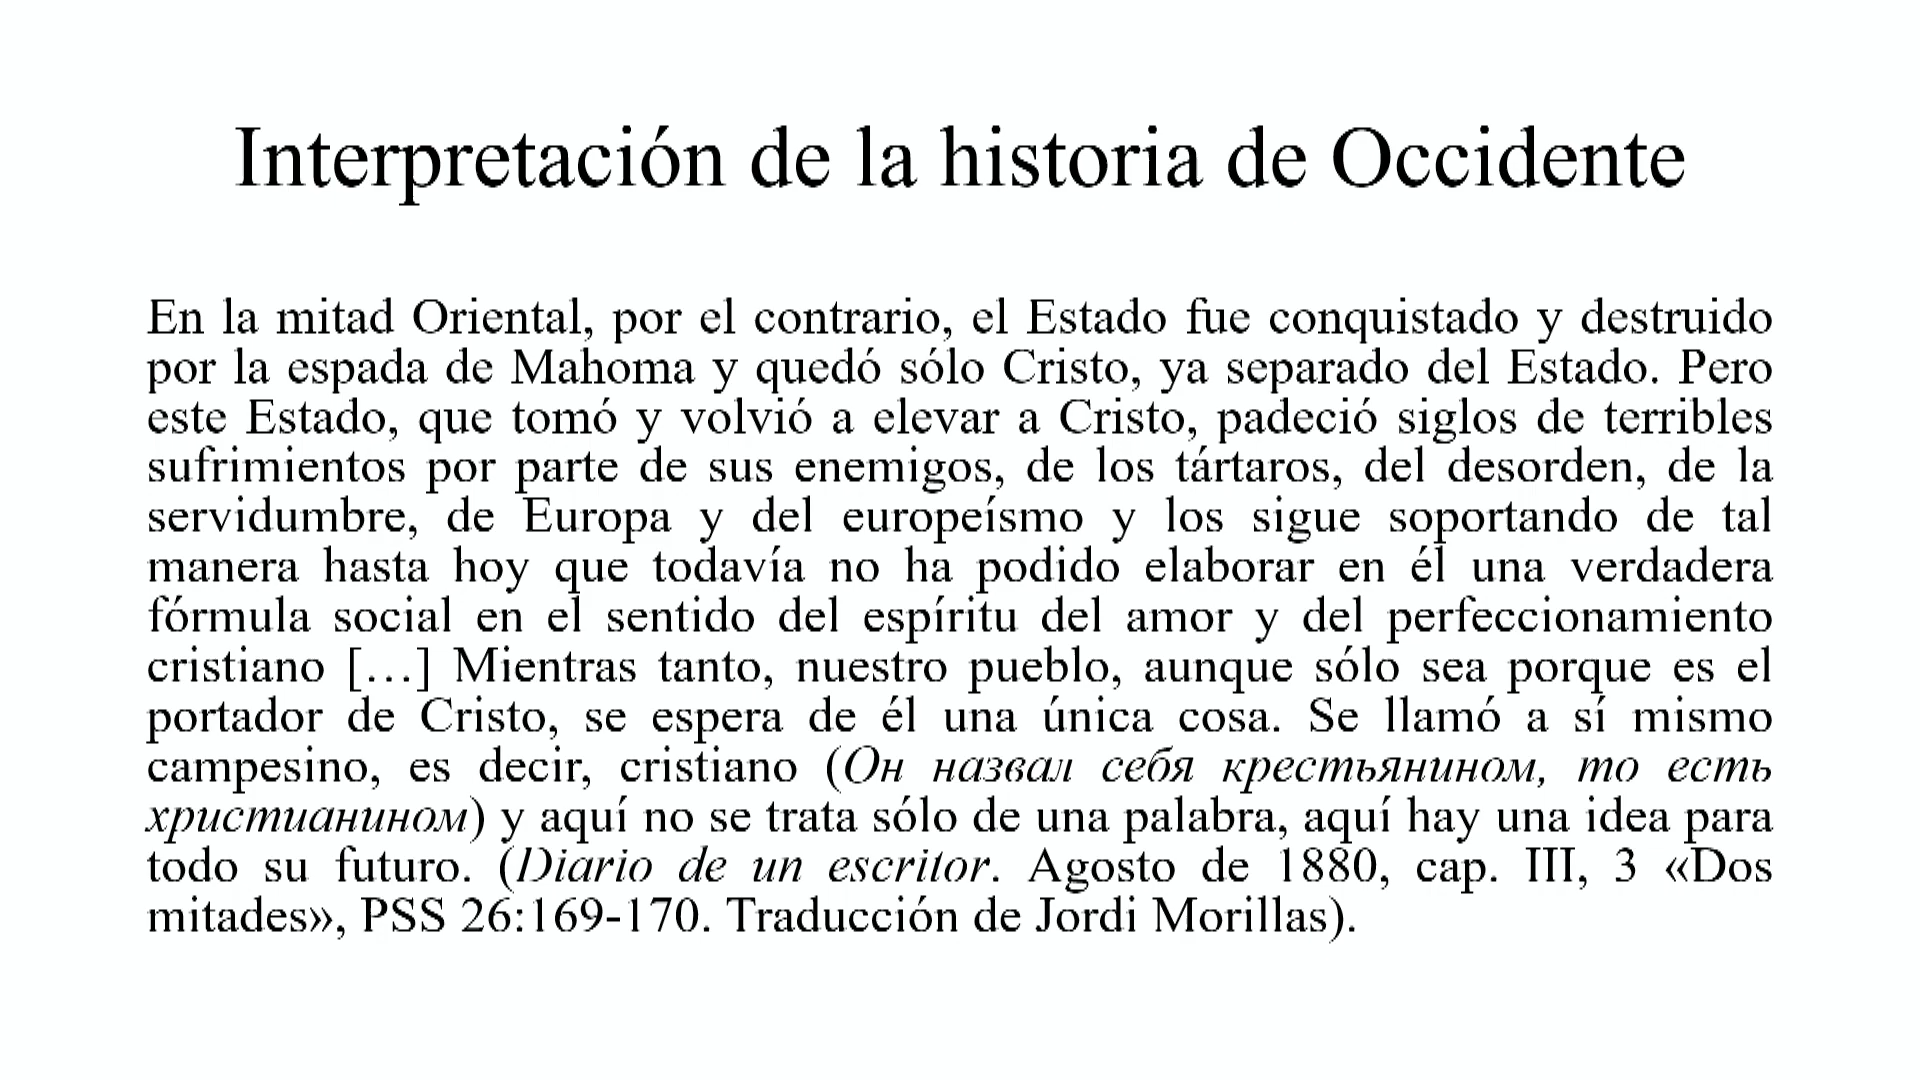 Interpretación de la historia de Occidente
En la mitad Oriental, por el contrario, el Estado fue conquistado y destruido
por la espada de Mahoma y quedó sólo Cristo, ya separado del Estado. Pero
este Estado, que tomó y volvió a elevar a Cristo, padeció siglos de terribles
sufrimientos por parte de sus enemigos, de los tártaros, del desorden, de la
servidumbre, de Europa y del europeísmo y los sigue soportando de tal
manera hasta hoy que todavía no ha podido elaborar en él una verdadera
fórmula social en el sentido del espíritu del amor y del perfeccionamiento
cristiano […] Mientras tanto, nuestro pueblo, aunque sólo sea porque es el
portador de Cristo, se espera de él una única cosa. Se llamó a sí mismo
campesino, es decir, cristiano (Он назвал себя крестьянином, то есть
христианином) y aquí no se trata sólo de una palabra, aquí hay una idea para
todo su futuro. (Diario de un escritor. Agosto de 1880, cap. III, 3 «Dos
mitades», PSS 26:169-170. Traducción de Jordi Morillas).